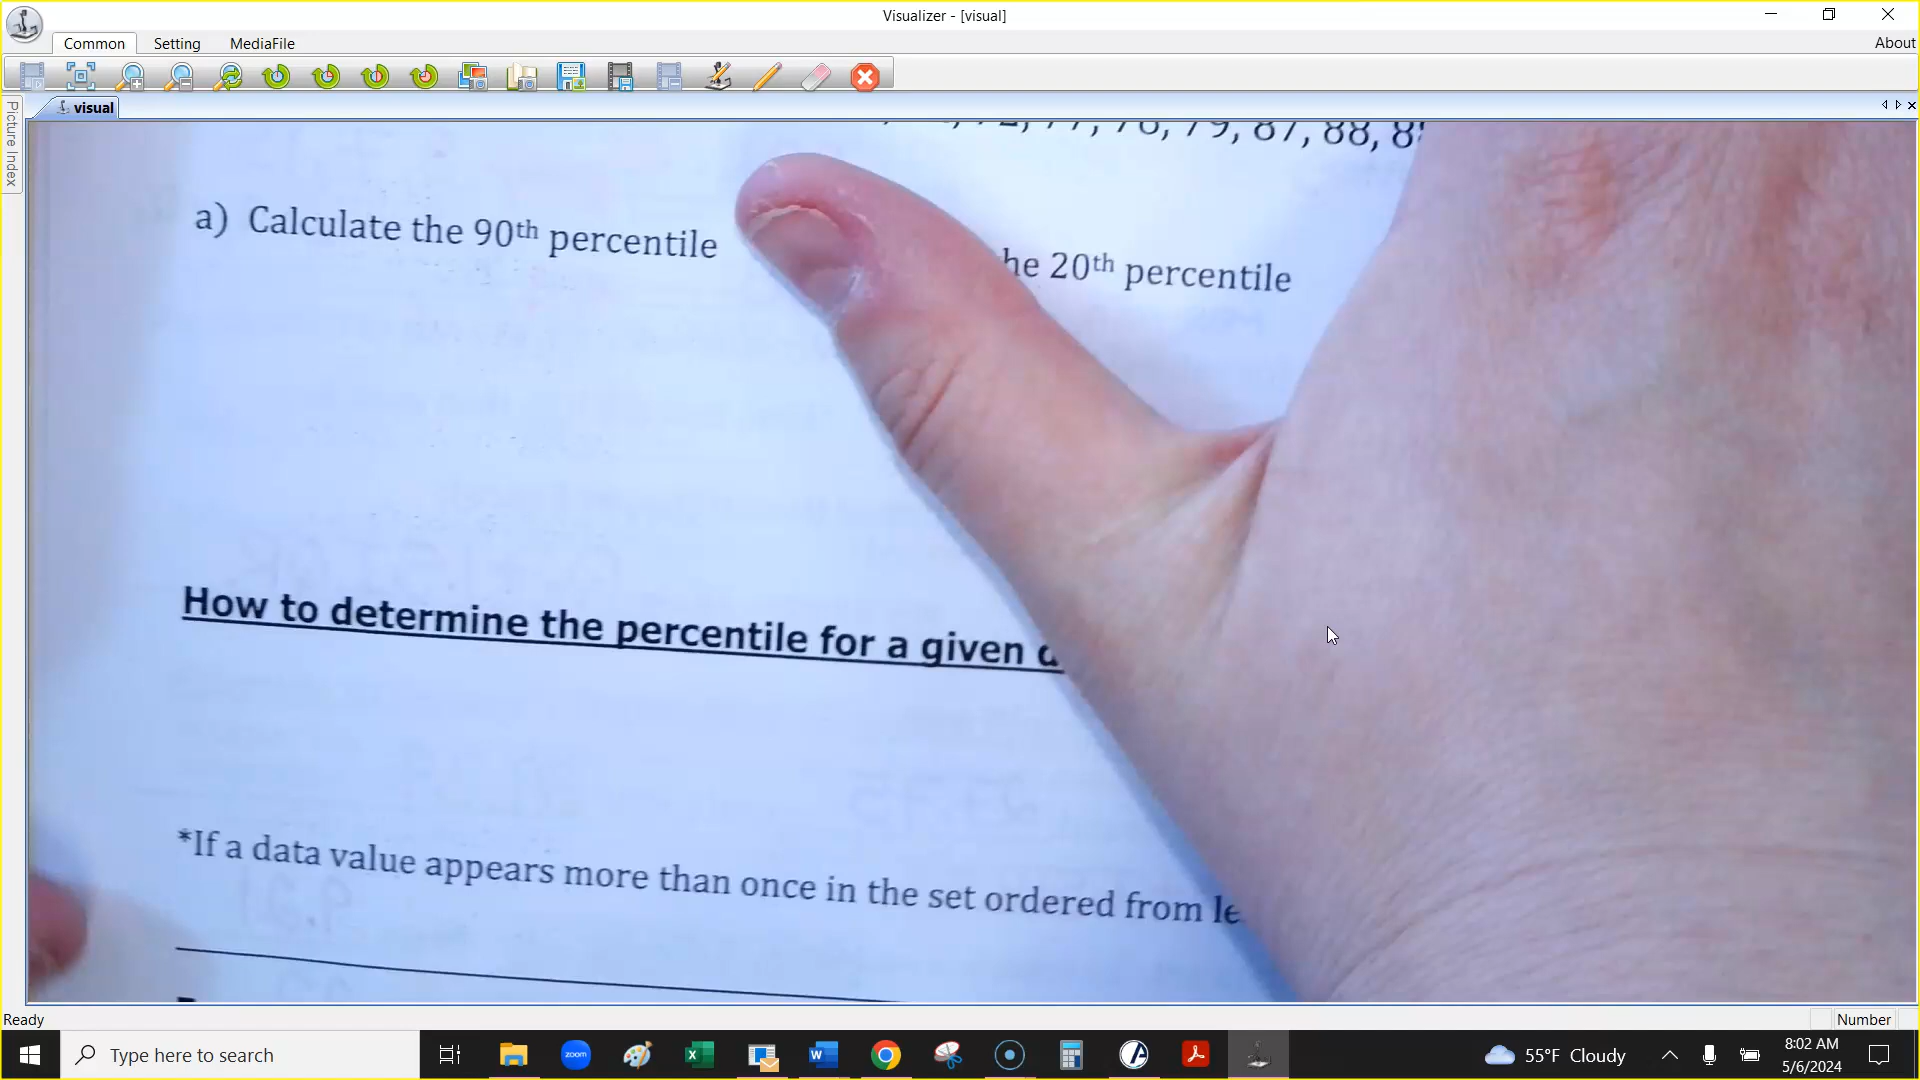 Visualizer - [visual]
Common Setting MediaFile About
visual
Picture Index
79, 87, 88,
a) Calculate the 90th percentile
he 20th percentile
How to determine the percentile for a given
*If a data value appears more than once in the set ordered from le
Ready
Number
Type here to search
zoom
55°F Cloudy
8:02 AM
5/6/2024